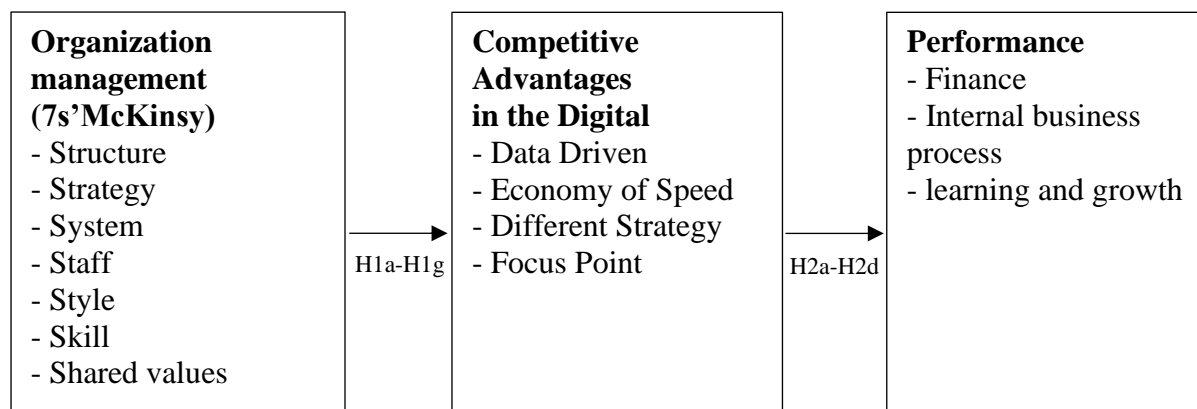 Organization
management
(7s’McKinsy)
- Structure
- Strategy
- System
- Staff
- Style
- Skill
- Shared values
H1a-H1g
Competitive
Advantages
in the Digital
- Data Driven
- Economy of Speed
- Different Strategy
- Focus Point
H2a-H2d
Performance
- Finance
- Internal business
process
- learning and growth